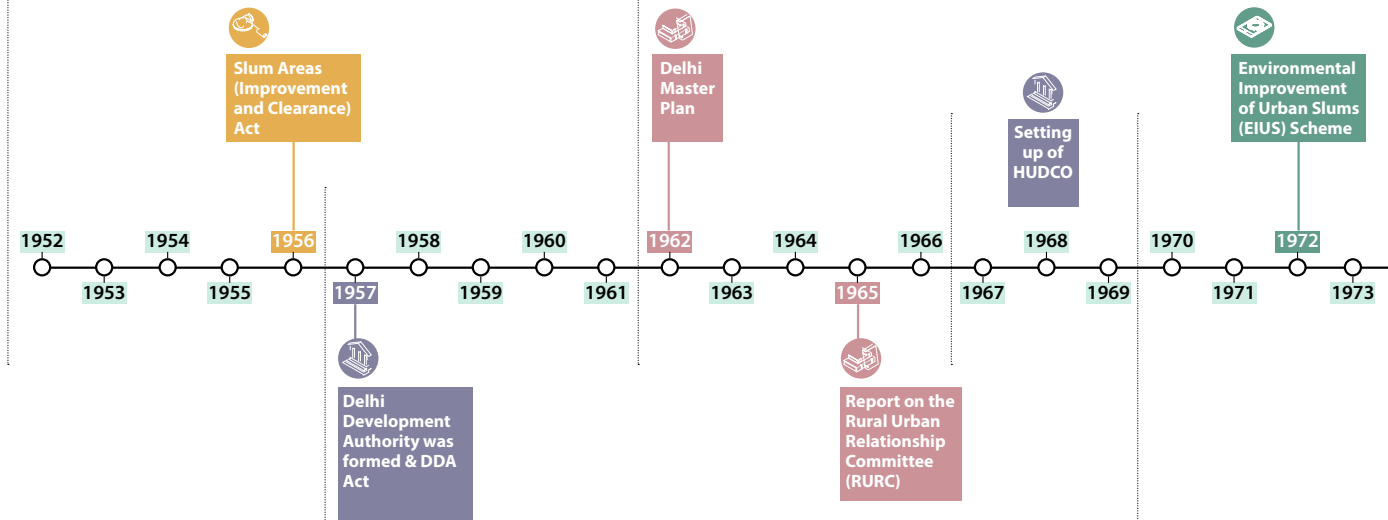 Slum Areas
(Improvement
and Clearance)
Act
Delhi
Master
Plan
Setting
up of
HUDCO
Environmental
Improvement
of Urban Slums
(EIUS) Scheme
1952
1954
1956
1958
1960
1962
1964
1966
1968
1970
1972
1953
1955
1957
1959
1961
1963
1965
1967
1969
1971
1973
Delhi
Development
Authority was
formed & DDA
Act
Report on the
Rural Urban
Relationship
Committee
(RURC)